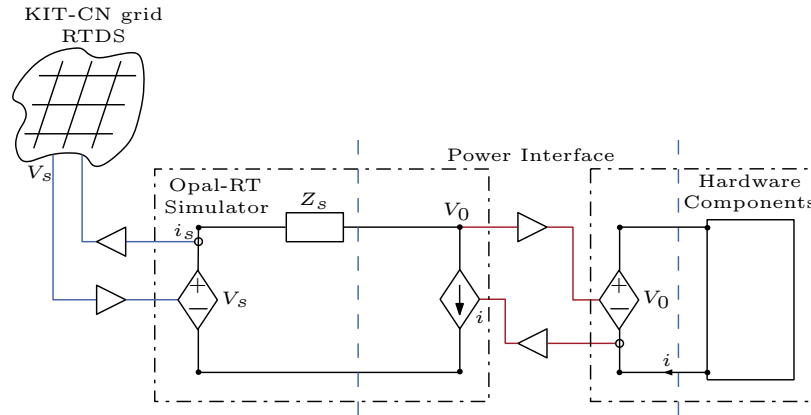 KIT-CN grid
RTDS
V_s
Power Interface
Opal-RT
Simulator
Z_s
V_0
Hardware
Components
i_s
+
−
V_s
i
+
−
V_0
i